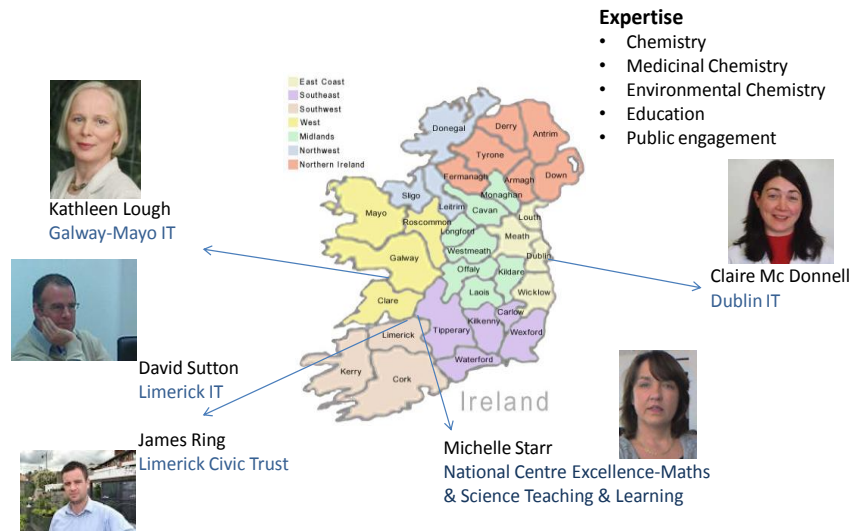 Expertise
• Chemistry
• Medicinal Chemistry
• Environmental Chemistry
• Education
• Public engagement
East Coast
Southeast
Southwest
West
Midlands
Northwest
Northern Ireland
Donegal
Derry
Antrim
Tyrone
Fermanagh
Armagh
Down
Monaghan
Sligo
Leitrim
Cavan
Louth
Mayo
Roscommon
Longford
Meath
Westmeath
Dublin
Galway
Offaly
Kildare
Laois
Wicklow
Clare
Carlow
Tipperary
Kilkenny
Wexford
Limerick
Waterford
Kerry
Cork
Ireland
Kathleen Lough
Galway-Mayo IT
David Sutton
Limerick IT
James Ring
Limerick Civic Trust
Claire Mc Donnell
Dublin IT
Michelle Starr
National Centre Excellence-Maths
& Science Teaching & Learning